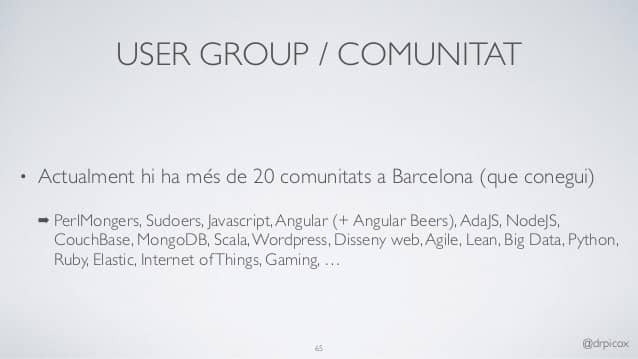 USER GROUP / COMUNITAT
• Actualment hi ha més de 20 comunitats a Barcelona (que conegui)
➡ PerlMongers, Sudoers, Javascript, Angular (+ Angular Beers), AdaJS, NodeJS,
CouchBase, MongoDB, Scala, Wordpress, Disseny web, Agile, Lean, Big Data, Python,
Ruby, Elastic, Internet of Things, Gaming, …
65
@drpicox